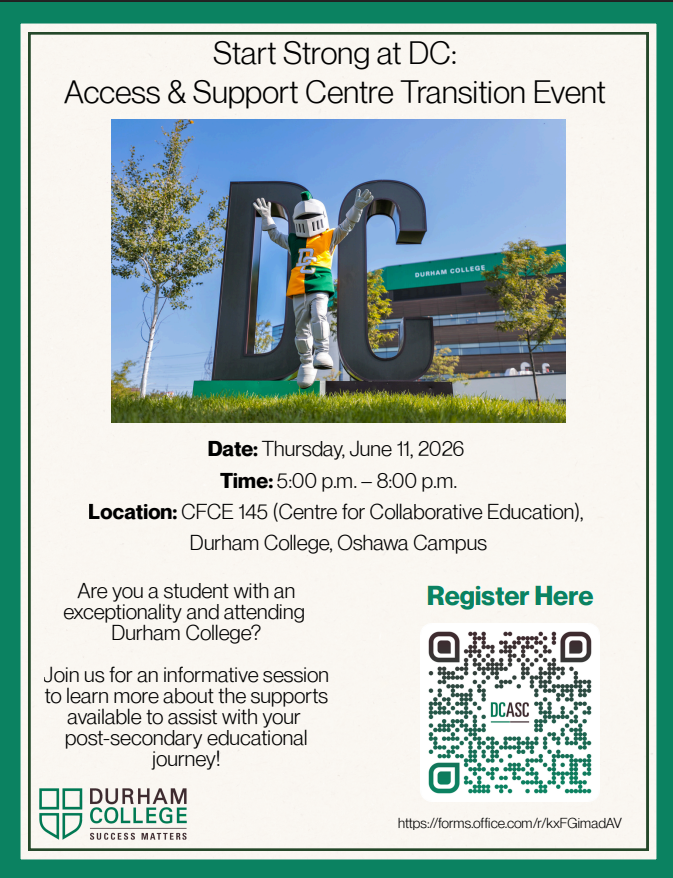 Start Strong at DC:
Access & Support Centre Transition Event
DURHAM COLLEGE
DC
DC
Date: Thursday, June 11, 2026
Time: 5:00 p.m. – 8:00 p.m.
Location: CFCE 145 (Centre for Collaborative Education),
Durham College, Oshawa Campus
Are you a student with an
exceptionality and attending
Durham College?
Join us for an informative session
to learn more about the supports
available to assist with your
post-secondary educational
journey!
Register Here
DCASC
https://forms.office.com/r/kxFGimadAV
DURHAM
COLLEGE
SUCCESS MATTERS